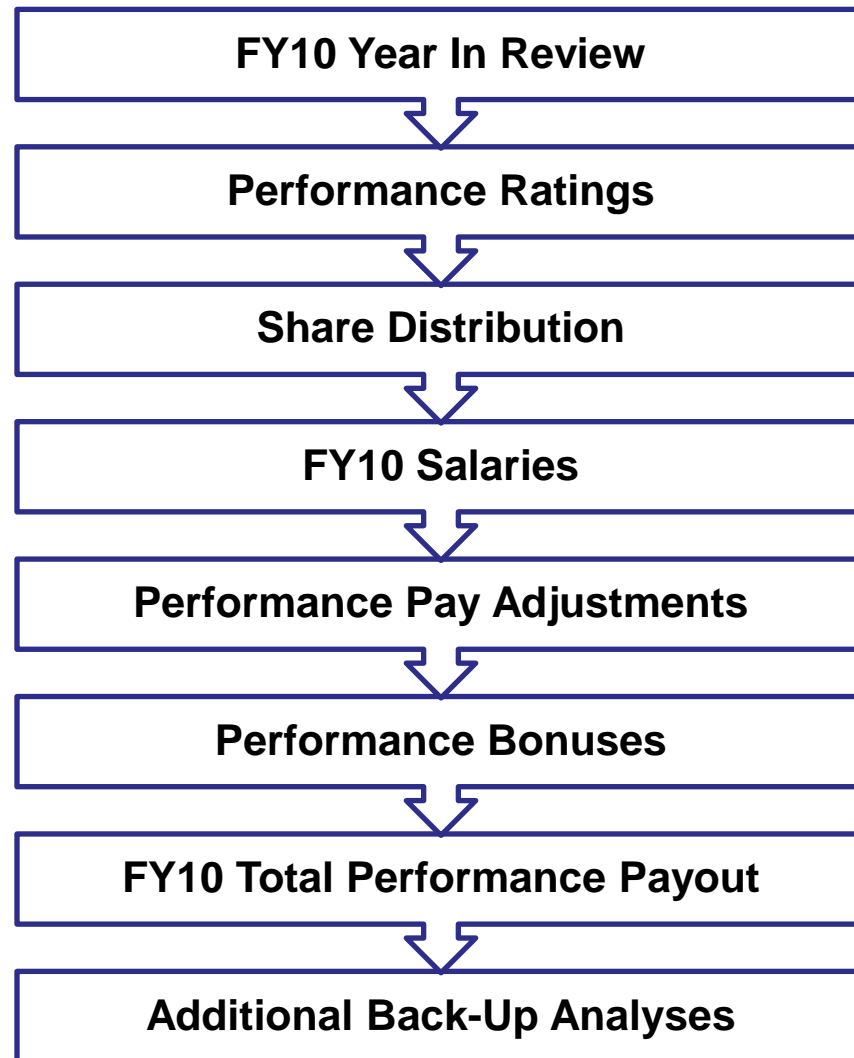 FY10 Year In Review
Performance Ratings
Share Distribution
FY10 Salaries
Performance Pay Adjustments
Performance Bonuses
FY10 Total Performance Payout
Additional Back-Up Analyses